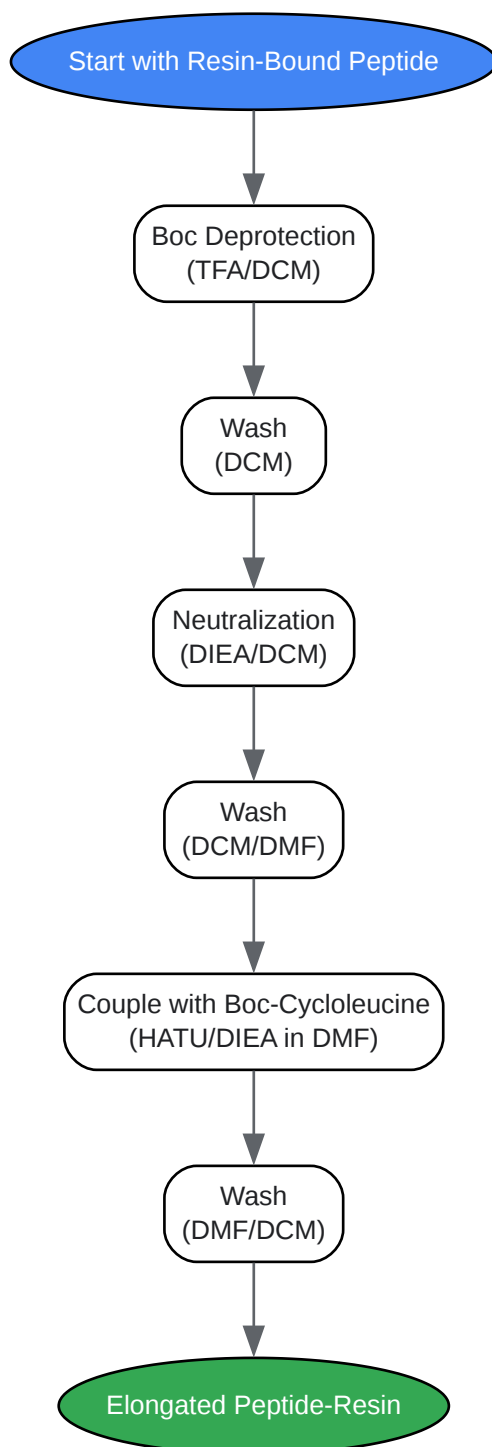 Start with Resin-Bound Peptide
Boc Deprotection
(TFA/DCM)
Wash
(DCM)
Neutralization
(DIEA/DCM)
Wash
(DCM/DMF)
Couple with Boc-Cycloleucine
(HATU/DIEA in DMF)
Wash
(DMF/DCM)
Elongated Peptide-Resin